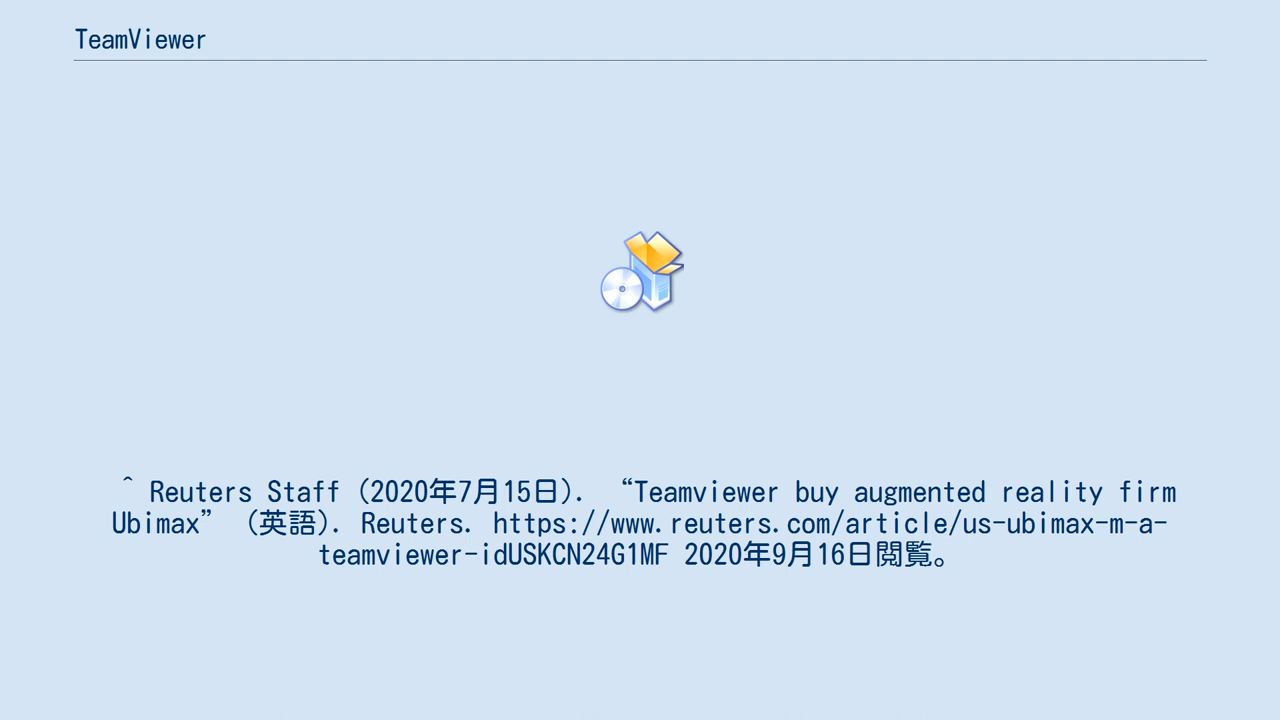 TeamViewer
^ Reuters Staff (2020年7月15日). “Teamviewer buy augmented reality firm
Ubimax” (英語). Reuters. https://www.reuters.com/article/us-ubimax-m-a-
teamviewer-idUSKCN24G1MF 2020年9月16日閲覧。